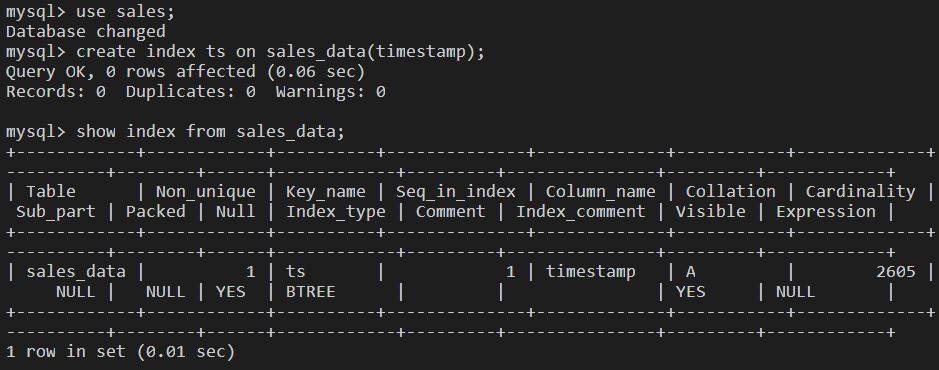 mysql> use sales;
Database changed
mysql> create index ts on sales_data(timestamp);
Query OK, 0 rows affected (0.06 sec)
Records: 0  Duplicates: 0  Warnings: 0

mysql> show index from sales_data;
+------------+------------+----------+--------------+-------------+-----------+-------------+
----------+--------+------+------------+---------+---------------+---------+------------+
| Table      | Non_unique | Key_name | Seq_in_index | Column_name | Collation | Cardinality |
 Sub_part | Packed | Null | Index_type | Comment | Index_comment | Visible | Expression |
+------------+------------+----------+--------------+-------------+-----------+-------------+
----------+--------+------+------------+---------+---------------+---------+------------+
| sales_data |          1 | ts       |            1 | timestamp   | A         |        2605 |
     NULL |   NULL | YES  | BTREE      |         |               | YES     | NULL       |
+------------+------------+----------+--------------+-------------+-----------+-------------+
----------+--------+------+------------+---------+---------------+---------+------------+
1 row in set (0.01 sec)